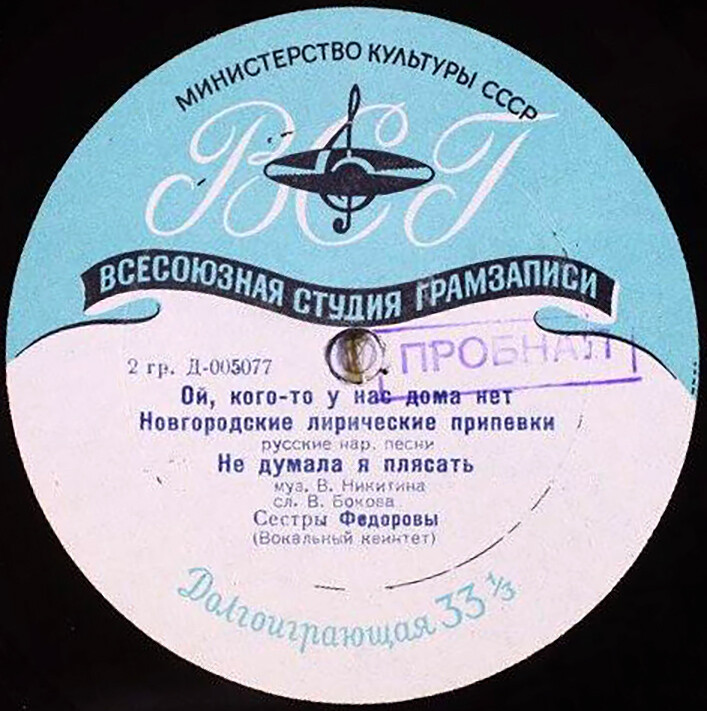 МИНИСТЕРСТВО КУЛЬТУРЫ СССР
ВСГ
ВСЕСОЮЗНАЯ СТУДИЯ ГРАМЗАПИСИ
ПРОБНАЯ
2 гр. Д-005077
Ой, кого-то у нас дома нет
Новгородские лирические припевки
русские нар. песни
Не думала я плясать
муз. В. Никитина
сл. В. Бокова
Сестры Федоровы
(Вокальный квинтет)
Долгоиграющая 33 1/3